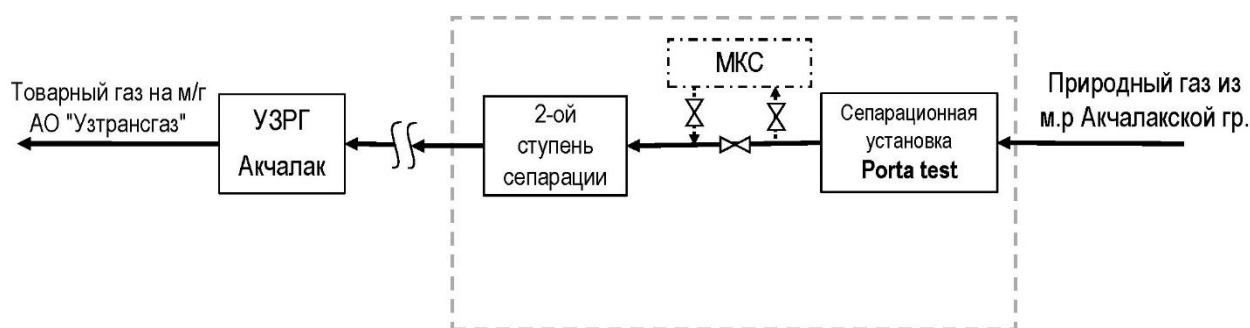 Товарный газ на м/г
АО "Узтрансгаз"
УЗРГ
Акчалак
2-ой
ступень
сепарации
МКС
Сепарационная
установка
Porta test
Природный газ из
м.р Акчалакской гр.